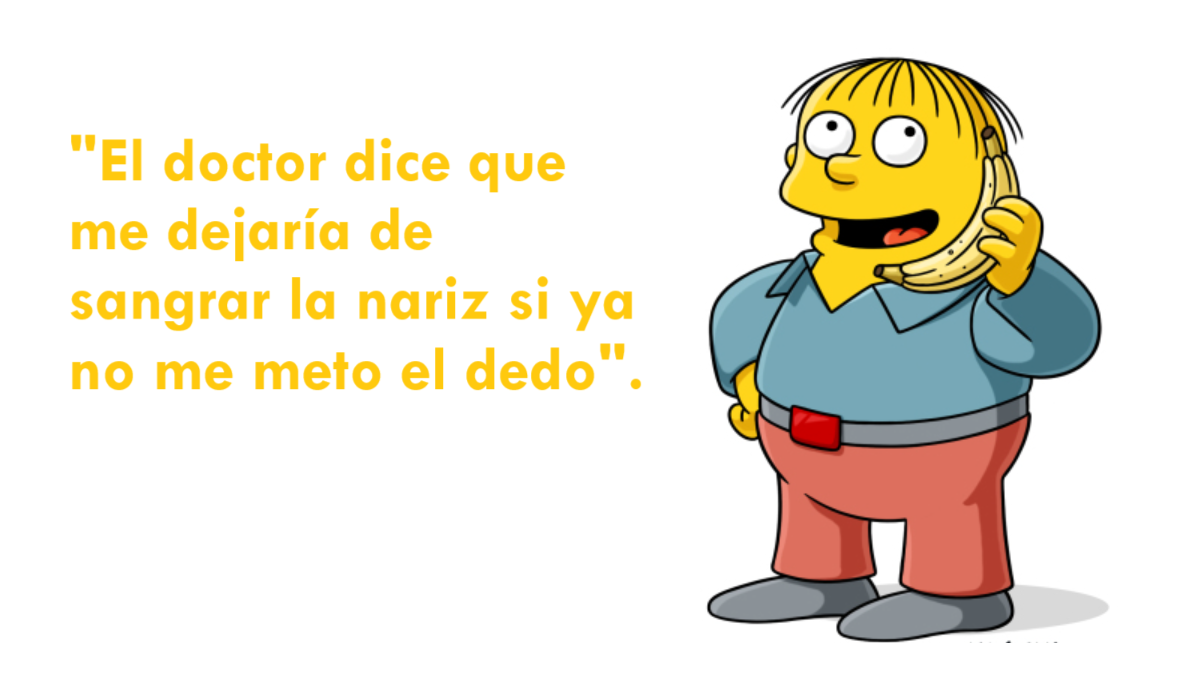 "El doctor dice que
me dejaría de
sangrar la nariz si ya
no me meto el dedo".